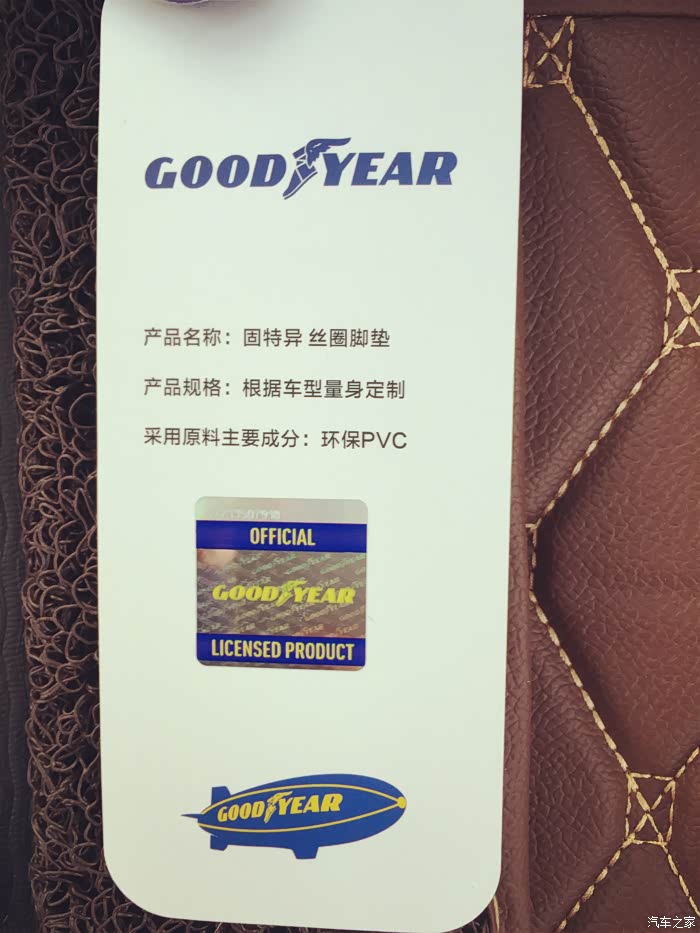 GOODYEAR
产品名称：固特异 丝圈脚垫
产品规格：根据车型量身定制
采用原料主要成分：环保PVC
OFFICIAL
GOODYEAR
LICENSED PRODUCT
GOODYEAR
汽车之家